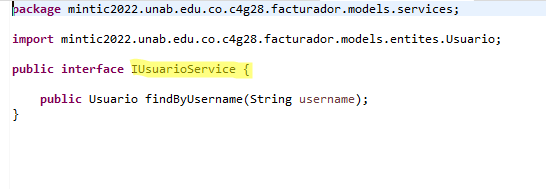 package mintic2022.unab.edu.co.c4g28.facturador.models.services;
import mintic2022.unab.edu.co.c4g28.facturador.models.entites.Usuario;
public interface IUsuarioService {
public Usuario findByUsername(String username);
}